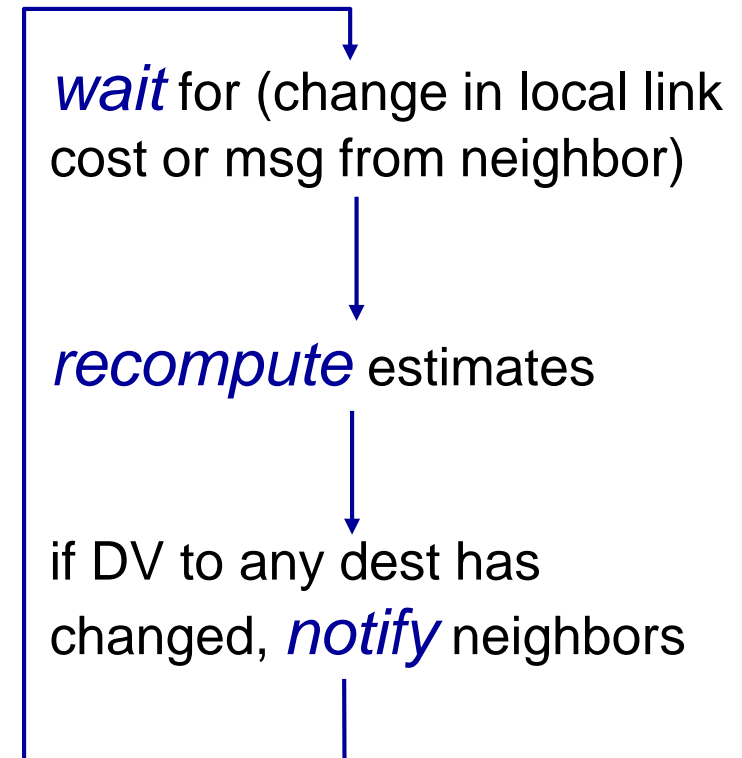 wait for (change in local link
cost or msg from neighbor)
recompute estimates
if DV to any dest has
changed, notify neighbors